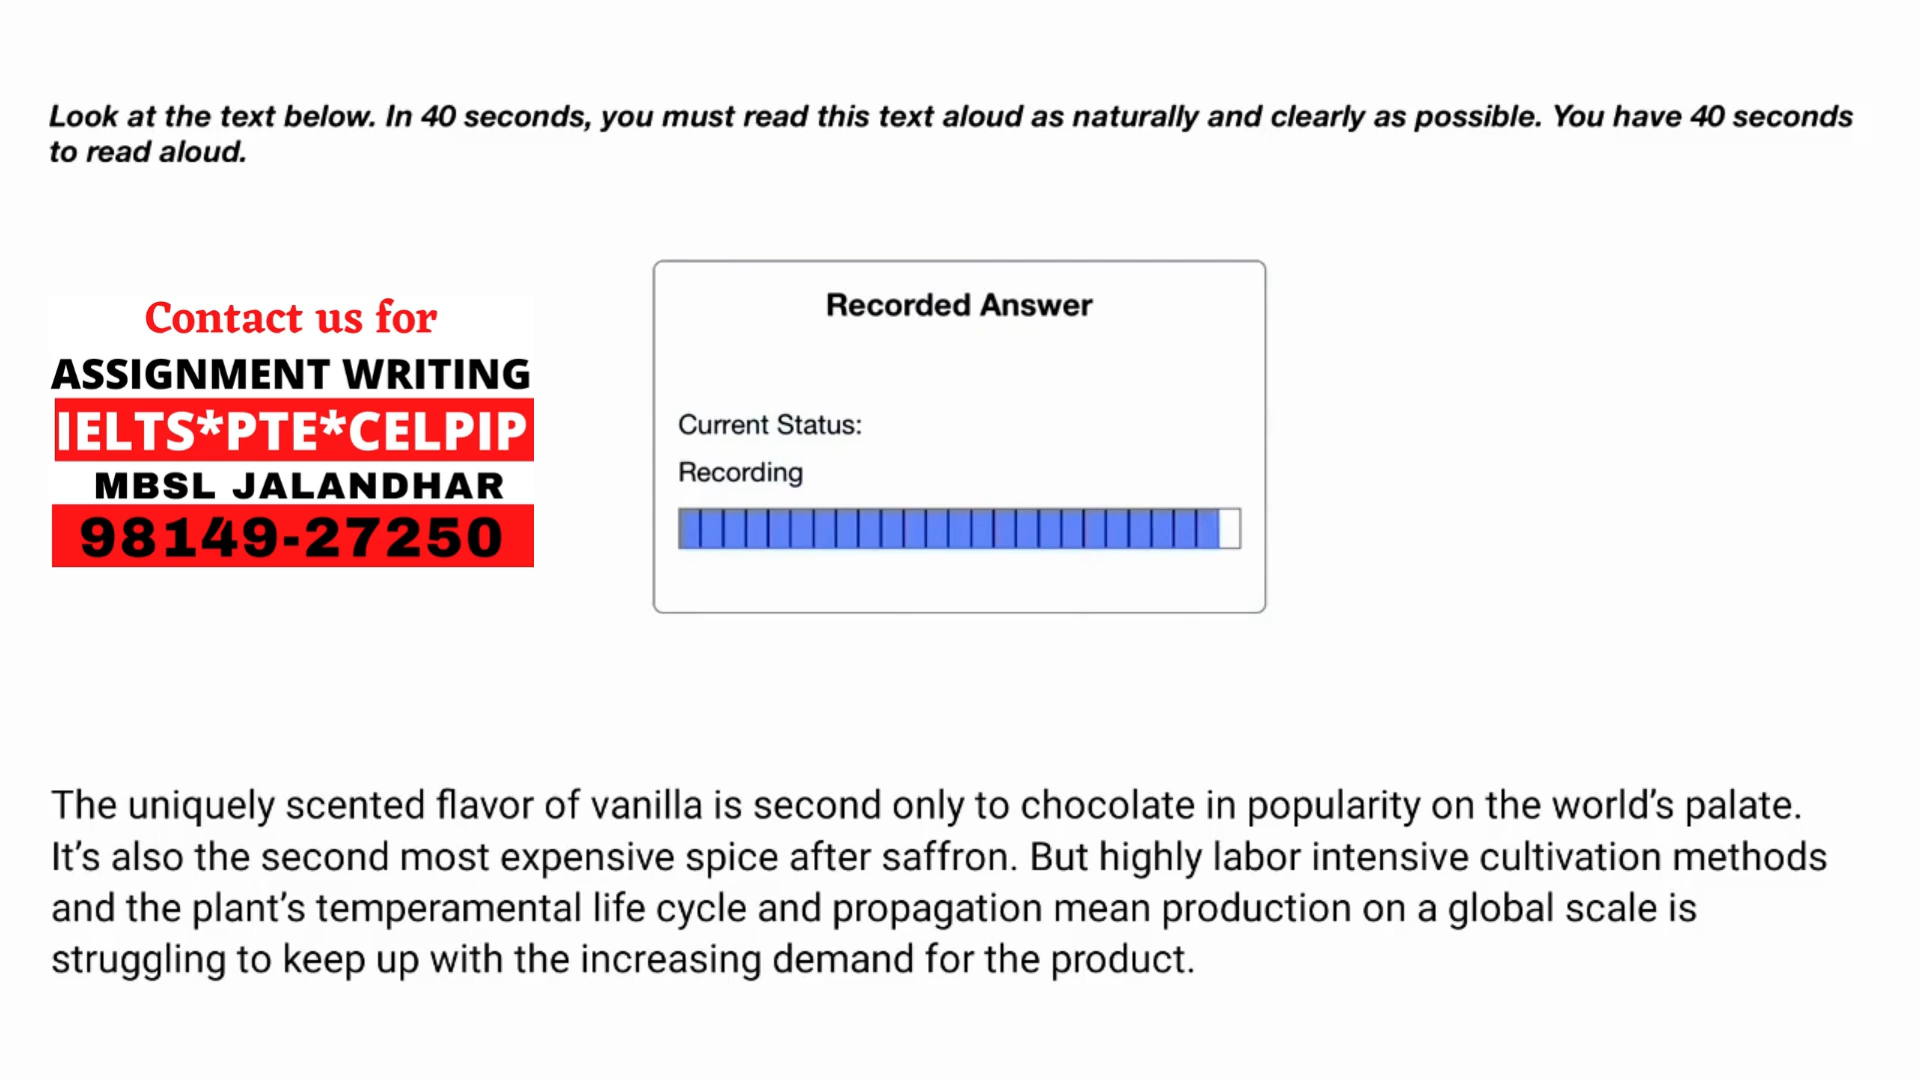 Look at the text below. In 40 seconds, you must read this text aloud as naturally and clearly as possible. You have 40 seconds
to read aloud.
Contact us for
ASSIGNMENT WRITING
IELTS*PTE*CELPIP
MBSL JALANDHAR
98149-27250
Recorded Answer
Current Status:
Recording
The uniquely scented flavor of vanilla is second only to chocolate in popularity on the world’s palate.
It’s also the second most expensive spice after saffron. But highly labor intensive cultivation methods
and the plant’s temperamental life cycle and propagation mean production on a global scale is
struggling to keep up with the increasing demand for the product.